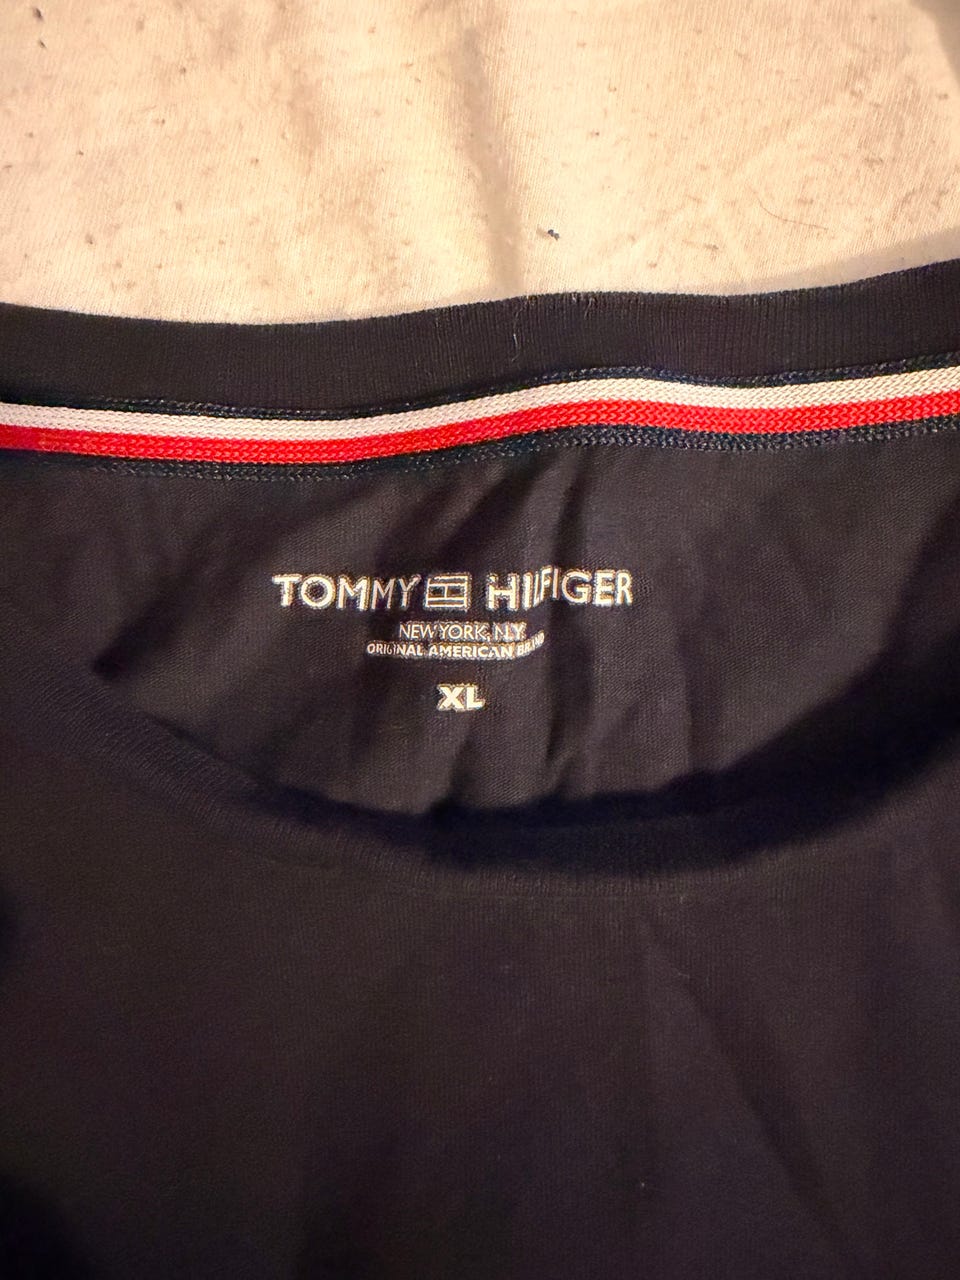 TOMMY HILFIGER
NEW YORK, N.Y.
ORIGINAL AMERICAN BRAND
XL